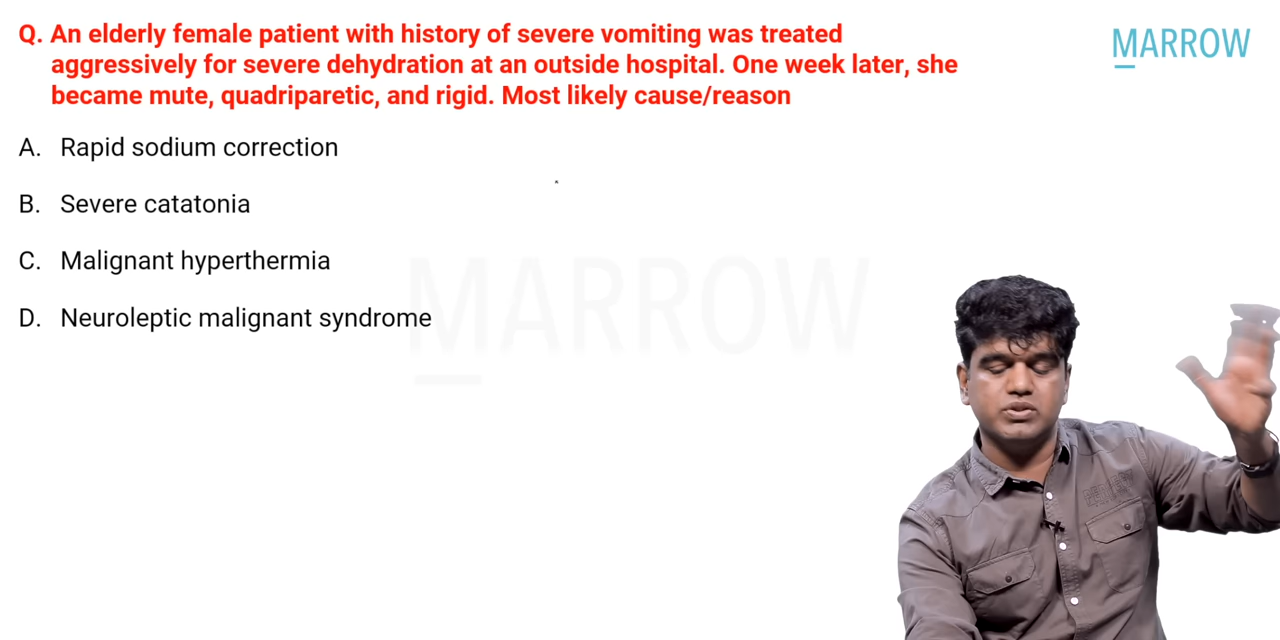 Q. An elderly female patient with history of severe vomiting was treated
aggressively for severe dehydration at an outside hospital. One week later, she
became mute, quadriparetic, and rigid. Most likely cause/reason
MARROW
A. Rapid sodium correction
B. Severe catatonia
C. Malignant hyperthermia
D. Neuroleptic malignant syndrome
MARROW